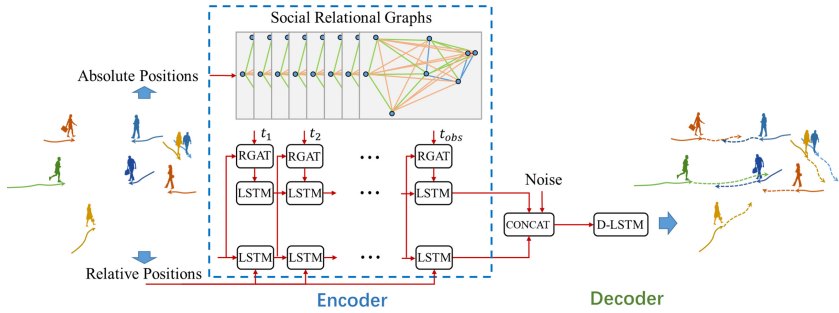 Social Relational Graphs
Absolute Positions
t1 t2 tobs
RGAT RGAT ... RGAT
LSTM LSTM ... LSTM
Noise
CONCAT D-LSTM
LSTM LSTM ... LSTM
Relative Positions
Encoder Decoder